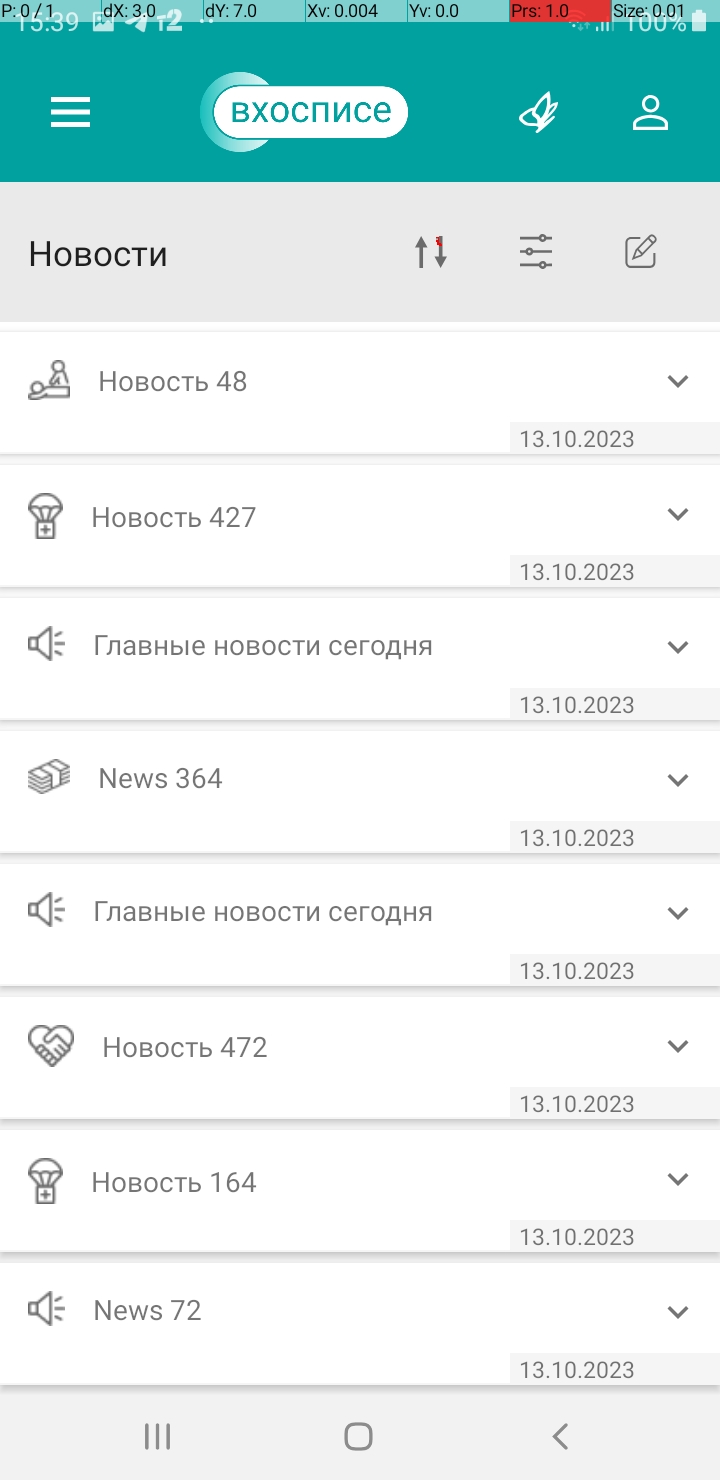 P: 0 / 1 dX: 3.0 dY: 7.0 Xv: 0.004 Yv: 0.0 Prs: 1.0 Size: 0.01
15:39 т2 100%
вхосписе
Новости
Новость 48
13.10.2023
Новость 427
13.10.2023
Главные новости сегодня
13.10.2023
News 364
13.10.2023
Главные новости сегодня
13.10.2023
Новость 472
13.10.2023
Новость 164
13.10.2023
News 72
13.10.2023